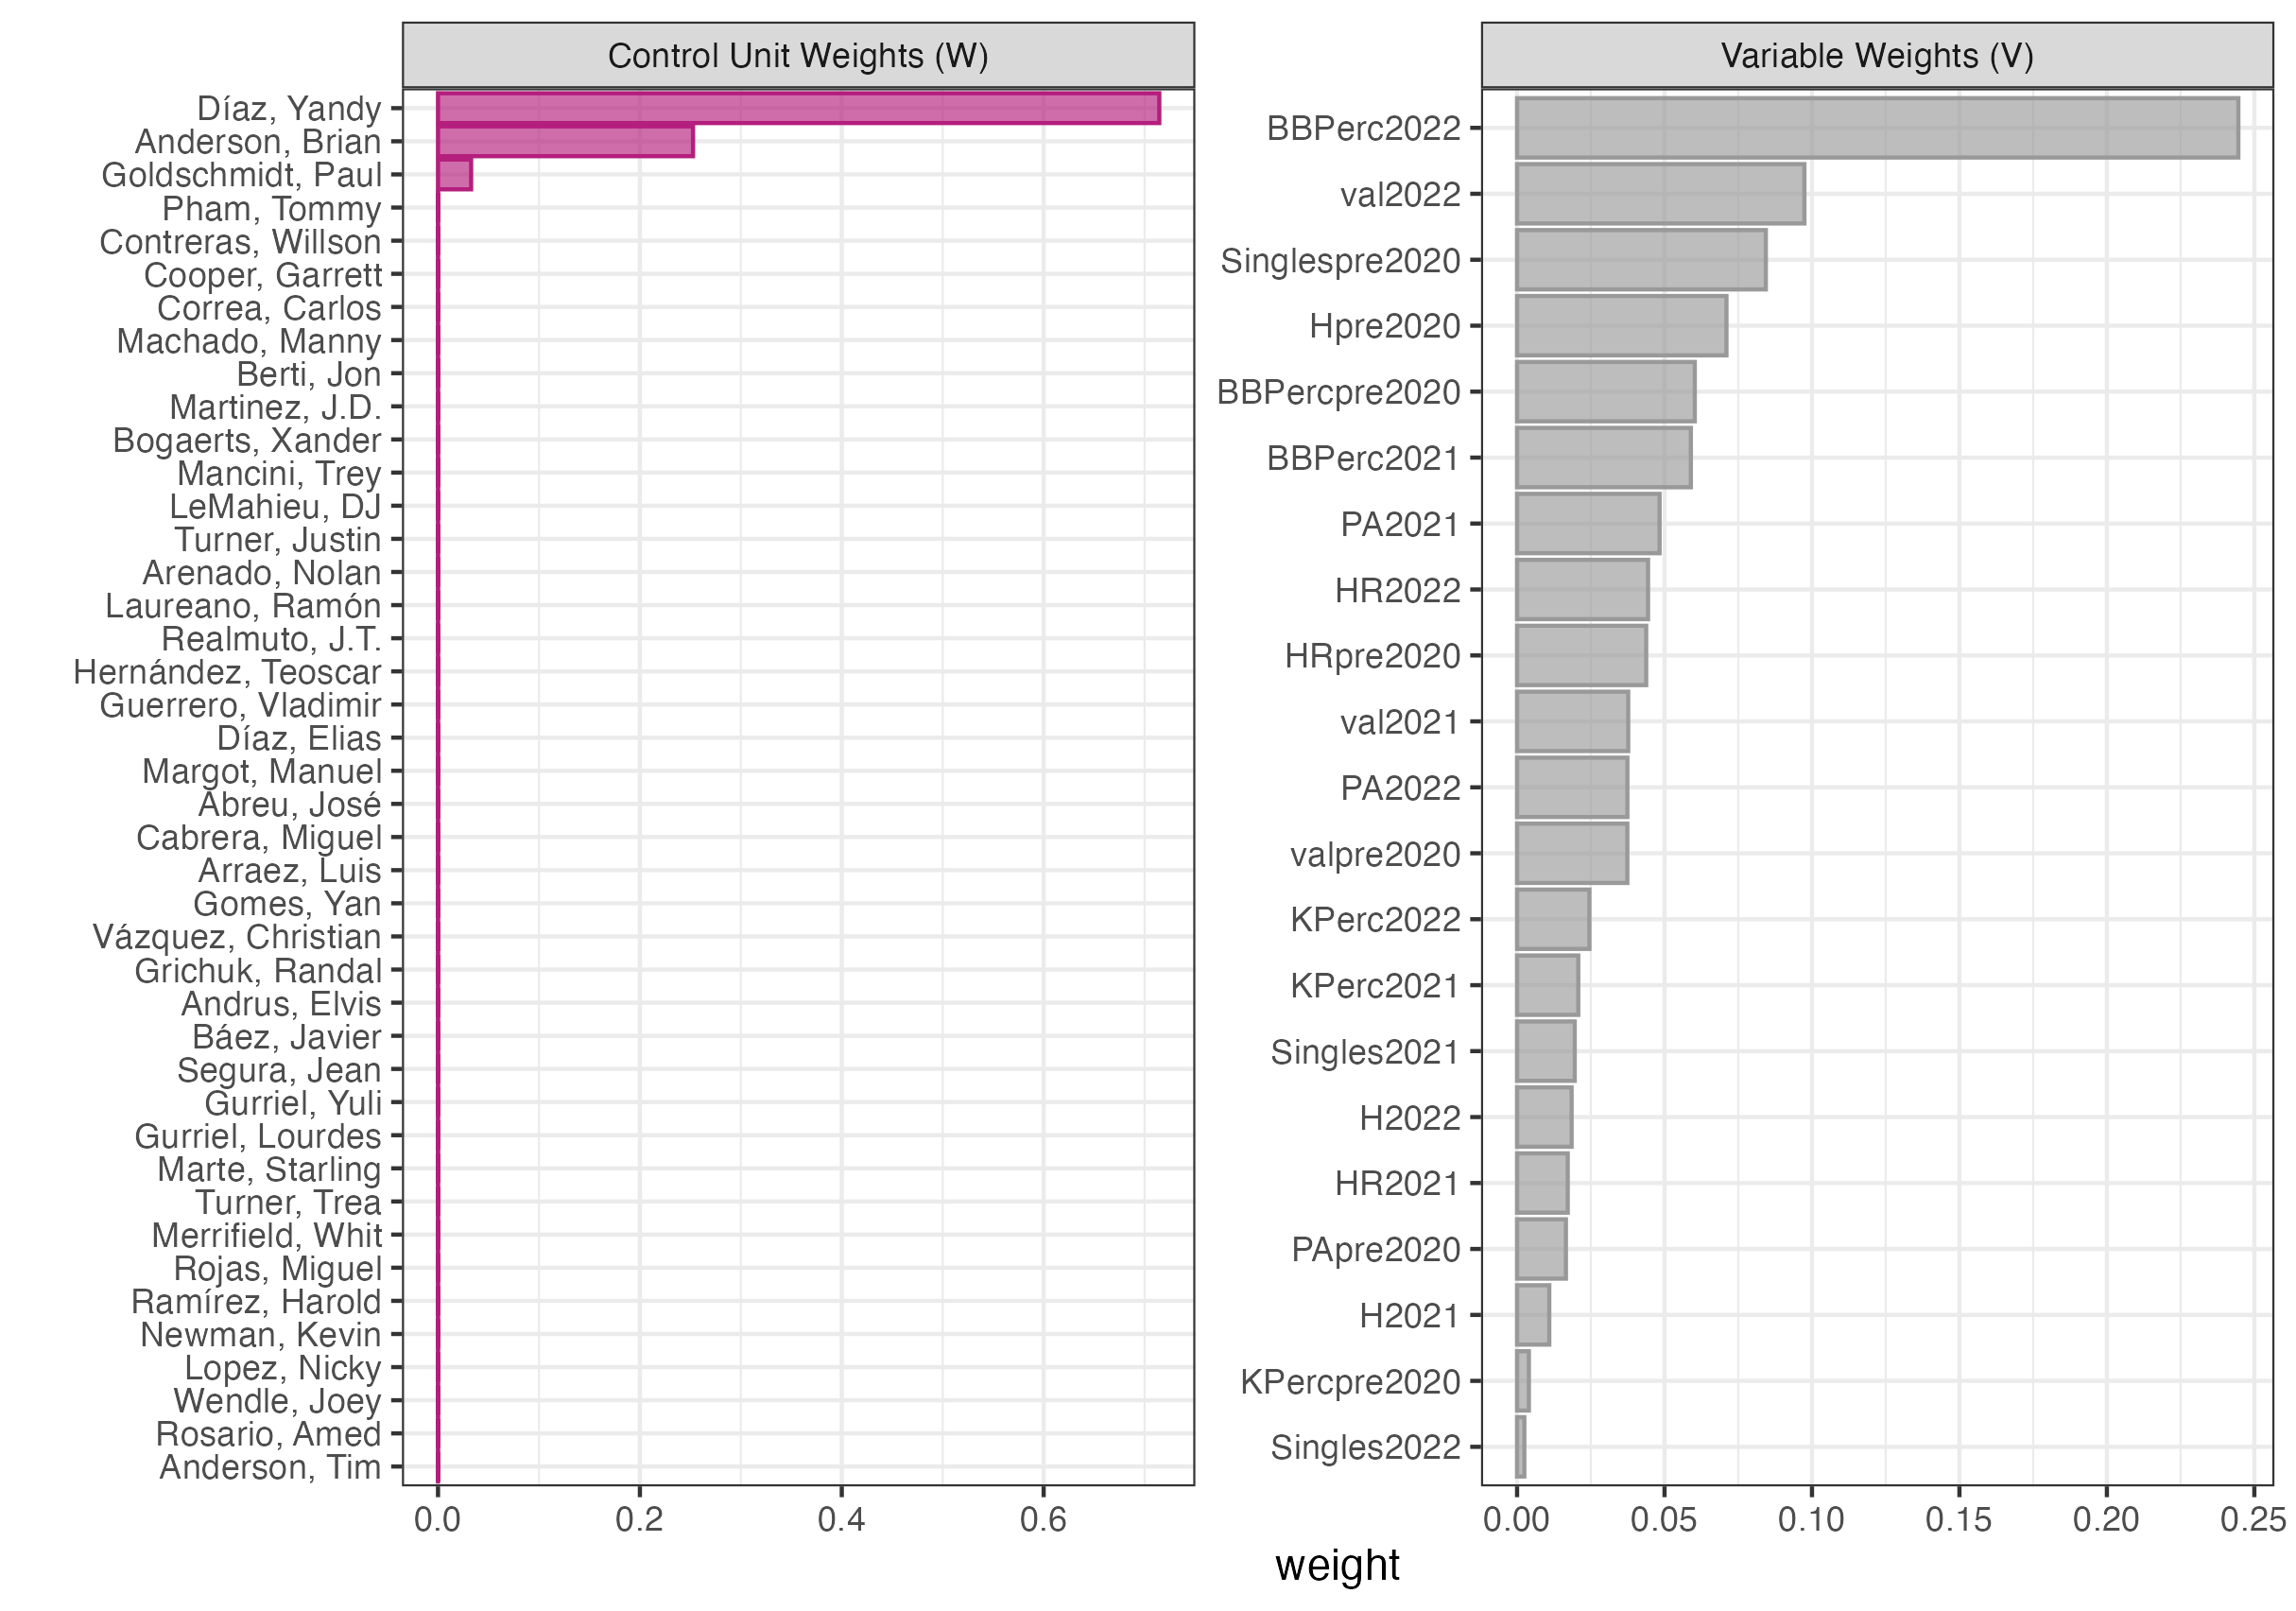 Control Unit Weights (W)
Díaz, Yandy
Anderson, Brian
Goldschmidt, Paul
Pham, Tommy
Contreras, Willson
Cooper, Garrett
Correa, Carlos
Machado, Manny
Berti, Jon
Martinez, J.D.
Bogaerts, Xander
Mancini, Trey
LeMahieu, DJ
Turner, Justin
Arenado, Nolan
Laureano, Ramón
Realmuto, J.T.
Hernández, Teoscar
Guerrero, Vladimir
Díaz, Elias
Margot, Manuel
Abreu, José
Cabrera, Miguel
Arraez, Luis
Gomes, Yan
Vázquez, Christian
Grichuk, Randal
Andrus, Elvis
Báez, Javier
Segura, Jean
Gurriel, Yuli
Gurriel, Lourdes
Marte, Starling
Turner, Trea
Merrifield, Whit
Rojas, Miguel
Ramírez, Harold
Newman, Kevin
Lopez, Nicky
Wendle, Joey
Rosario, Amed
Anderson, Tim
0.0 0.2 0.4 0.6
Variable Weights (V)
BBPerc2022
val2022
Singlespre2020
Hpre2020
BBPercpre2020
BBPerc2021
PA2021
HR2022
HRpre2020
val2021
PA2022
valpre2020
KPerc2022
KPerc2021
Singles2021
H2022
HR2021
PApre2020
H2021
KPercpre2020
Singles2022
0.00 0.05 0.10 0.15 0.20 0.25
weight